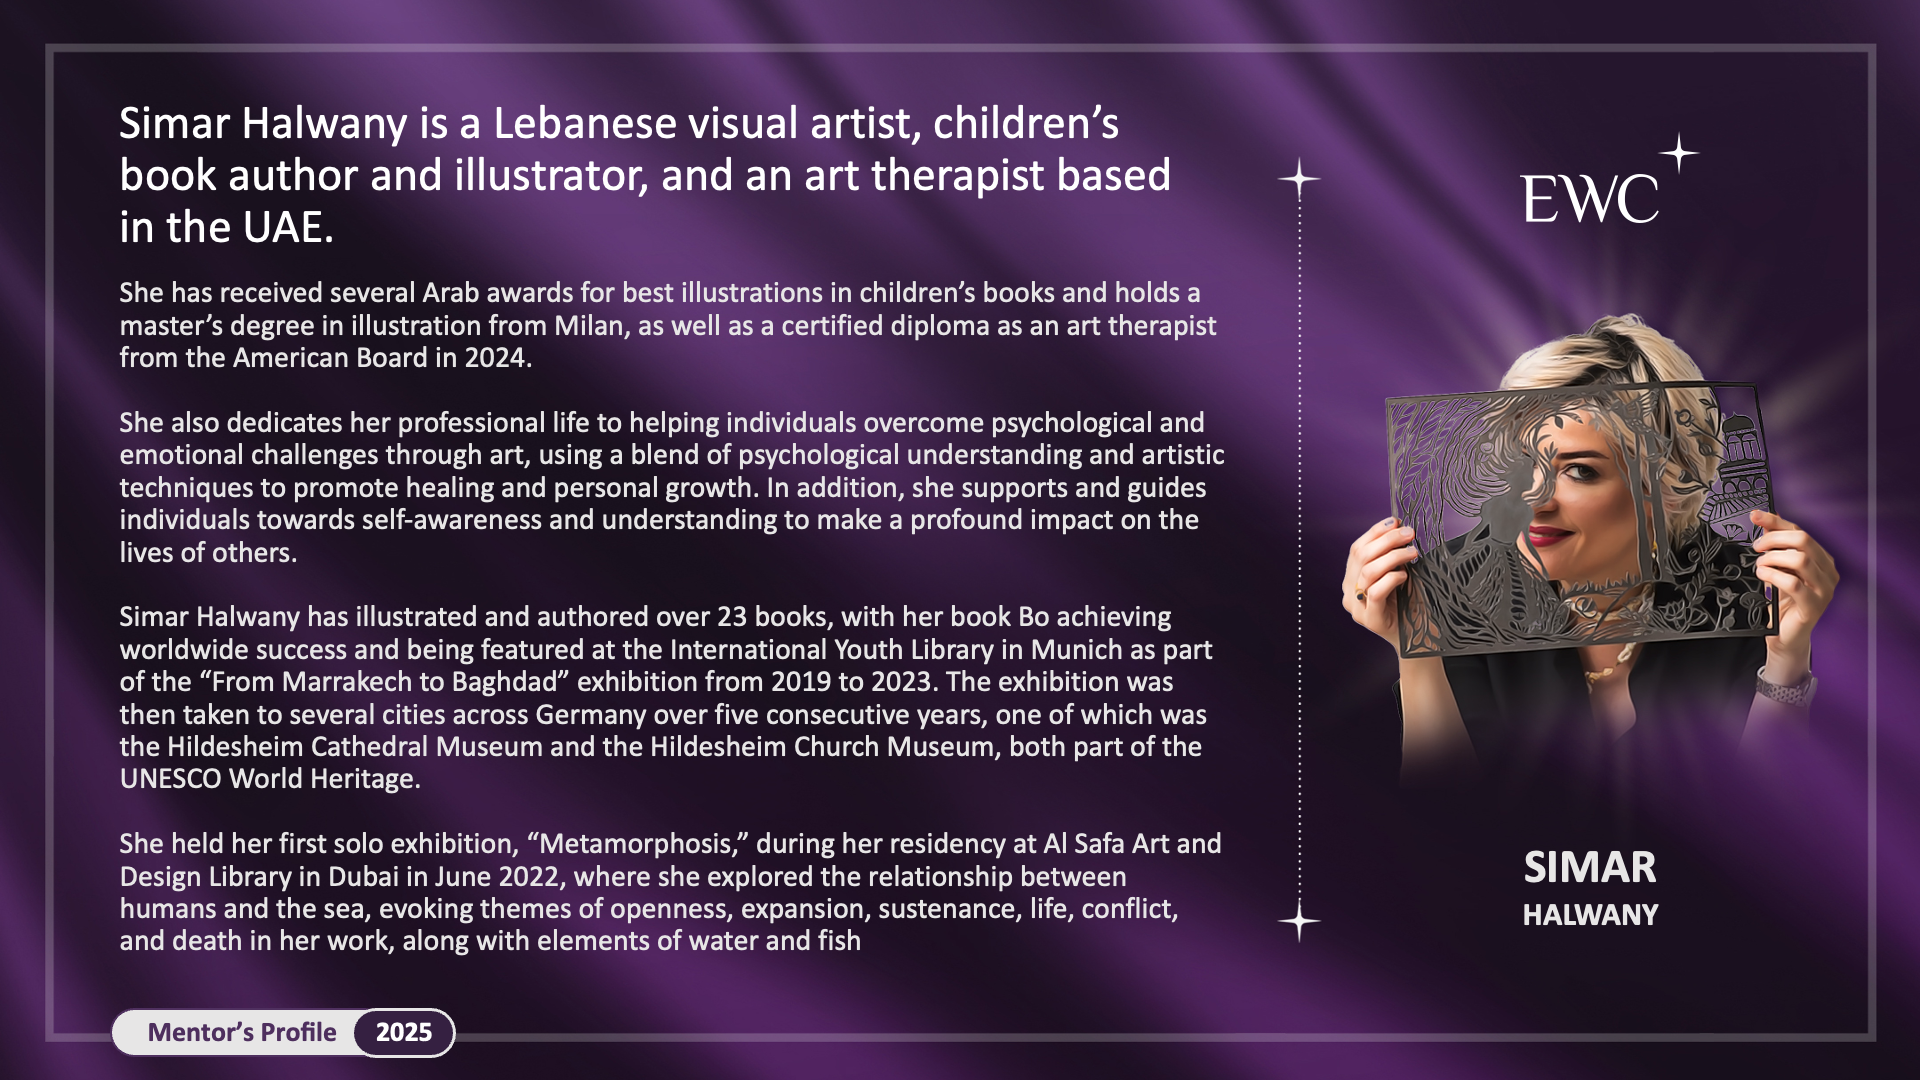 Simar Halwany is a Lebanese visual artist, children’s
book author and illustrator, and an art therapist based
in the UAE.
She has received several Arab awards for best illustrations in children’s books and holds a
master’s degree in illustration from Milan, as well as a certified diploma as an art therapist
from the American Board in 2024.
She also dedicates her professional life to helping individuals overcome psychological and
emotional challenges through art, using a blend of psychological understanding and artistic
techniques to promote healing and personal growth. In addition, she supports and guides
individuals towards self-awareness and understanding to make a profound impact on the
lives of others.
Simar Halwany has illustrated and authored over 23 books, with her book Bo achieving
worldwide success and being featured at the International Youth Library in Munich as part
of the “From Marrakech to Baghdad” exhibition from 2019 to 2023. The exhibition was
then taken to several cities across Germany over five consecutive years, one of which was
the Hildesheim Cathedral Museum and the Hildesheim Church Museum, both part of the
UNESCO World Heritage.
She held her first solo exhibition, “Metamorphosis,” during her residency at Al Safa Art and
Design Library in Dubai in June 2022, where she explored the relationship between
humans and the sea, evoking themes of openness, expansion, sustenance, life, conflict,
and death in her work, along with elements of water and fish
Mentor’s Profile 2025
EWC
SIMAR
HALWANY